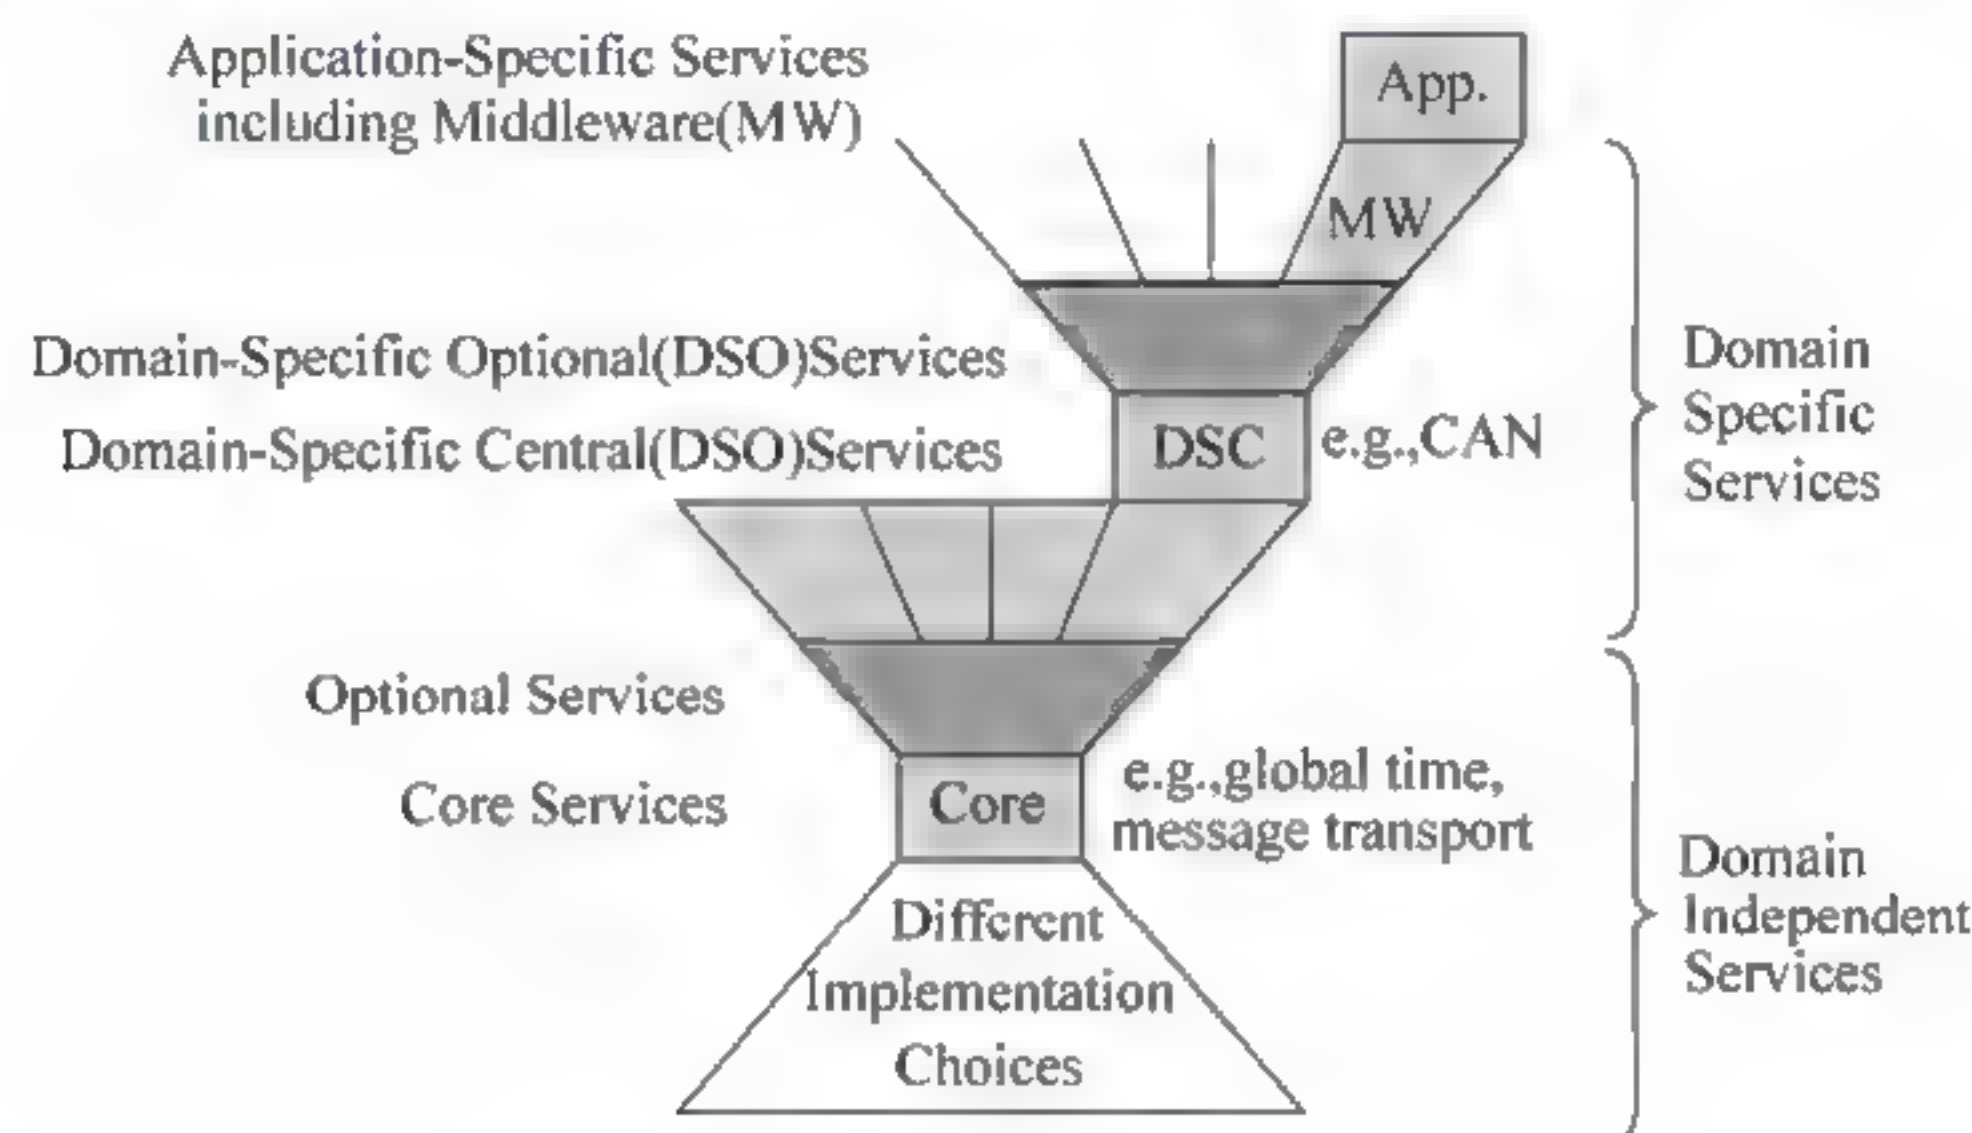 Application-Specific Services
including Middleware(MW)
App.
MW
Domain-Specific Optional(DSO)Services
Domain-Specific Central(DSO)Services
DSC
e.g.,CAN
Domain
Specific
Services
Optional Services
Core Services
Core
e.g.,global time,
message transport
Different
Implementation
Choices
Domain
Independent
Services